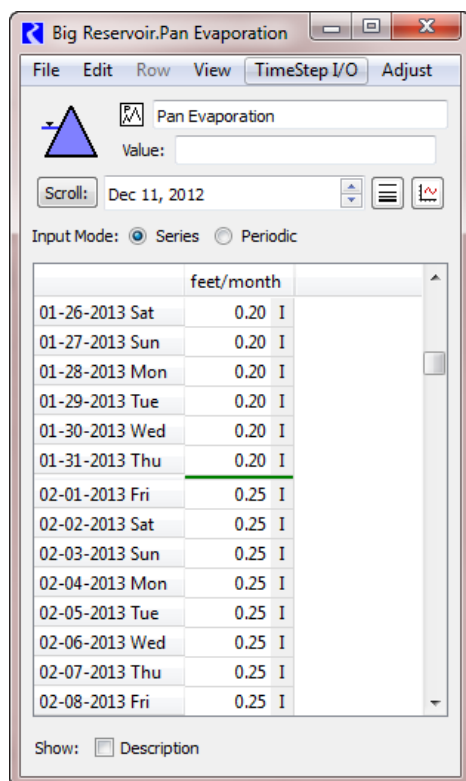 Big Reservoir.Pan Evaporation
File Edit Row View TimeStep I/O Adjust
Pan Evaporation
Value:
Scroll: Dec 11, 2012
Input Mode: Series Periodic
feet/month
01-26-2013 Sat 0.20 I
01-27-2013 Sun 0.20 I
01-28-2013 Mon 0.20 I
01-29-2013 Tue 0.20 I
01-30-2013 Wed 0.20 I
01-31-2013 Thu 0.20 I
02-01-2013 Fri 0.25 I
02-02-2013 Sat 0.25 I
02-03-2013 Sun 0.25 I
02-04-2013 Mon 0.25 I
02-05-2013 Tue 0.25 I
02-06-2013 Wed 0.25 I
02-07-2013 Thu 0.25 I
02-08-2013 Fri 0.25 I
Show: Description